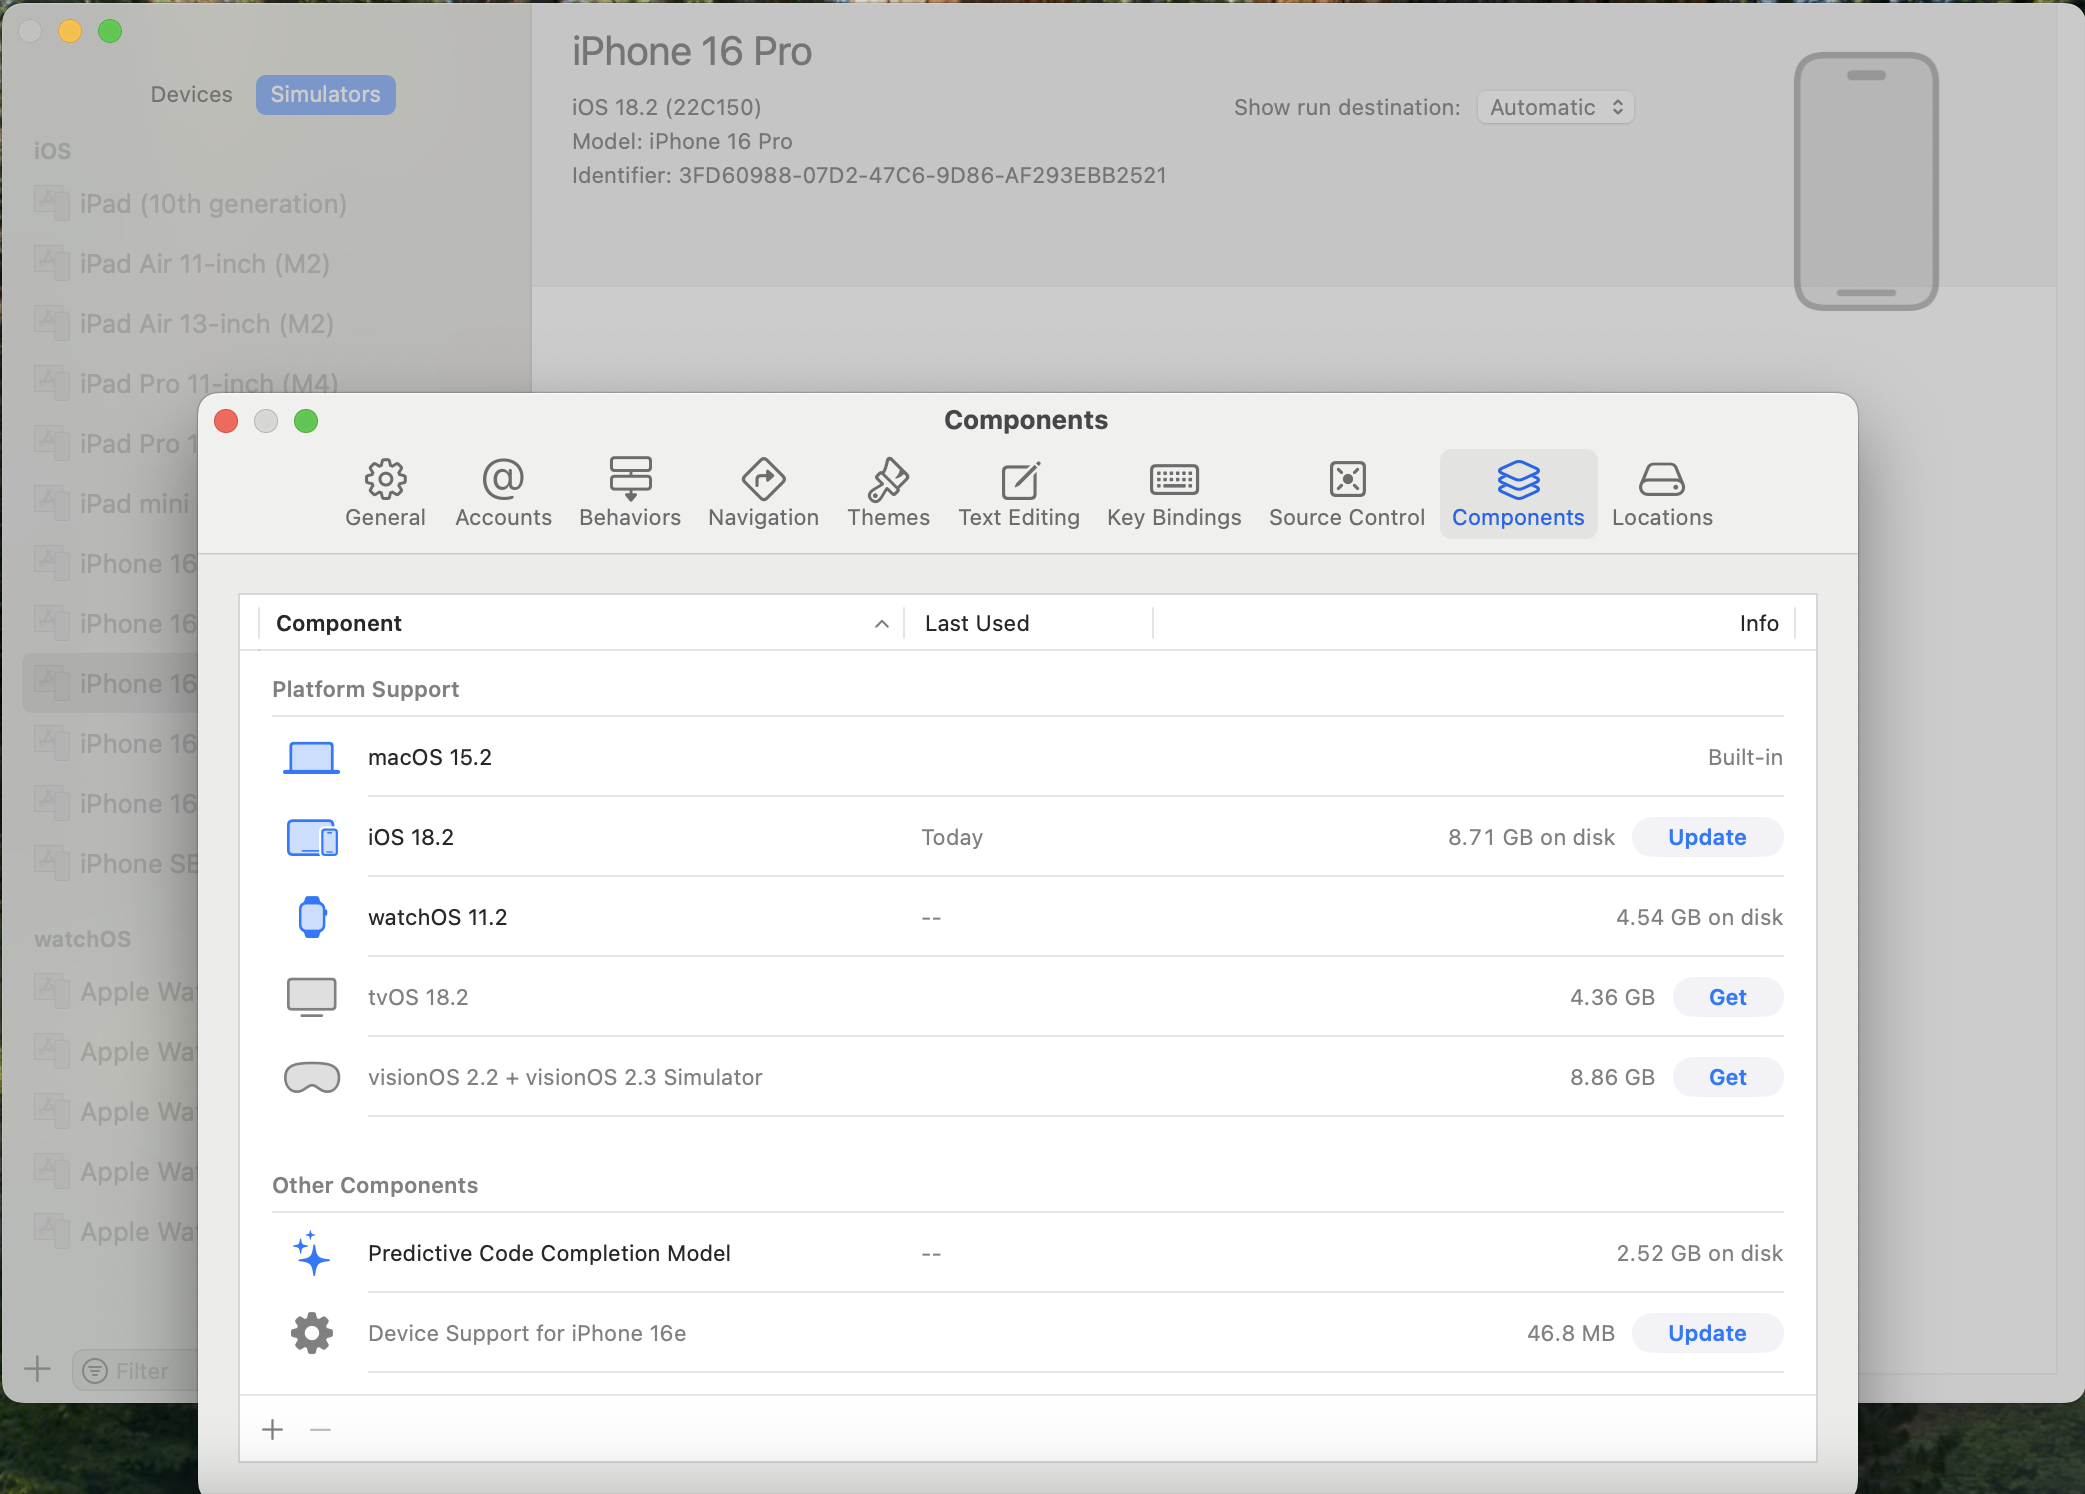 Devices
Simulators
iOS
iPad (10th generation)
iPad Air 11-inch (M2)
iPad Air 13-inch (M2)
iPad Pro 11-inch (M4)
iPad Pro 1
iPad mini
iPhone 16
iPhone 16
iPhone 16
iPhone 16
iPhone 16
iPhone SE
watchOS
Apple Wa
Apple Wa
Apple Wa
Apple Wa
Apple Wa
Filter
iPhone 16 Pro
iOS 18.2 (22C150)
Model: iPhone 16 Pro
Identifier: 3FD60988-07D2-47C6-9D86-AF293EBB2521
Show run destination: Automatic
Components
General Accounts Behaviors Navigation Themes Text Editing Key Bindings Source Control Components Locations
Component Last Used Info
Platform Support
macOS 15.2 Built-in
iOS 18.2 Today 8.71 GB on disk Update
watchOS 11.2 -- 4.54 GB on disk
tvOS 18.2 4.36 GB Get
visionOS 2.2 + visionOS 2.3 Simulator 8.86 GB Get
Other Components
Predictive Code Completion Model -- 2.52 GB on disk
Device Support for iPhone 16e 46.8 MB Update